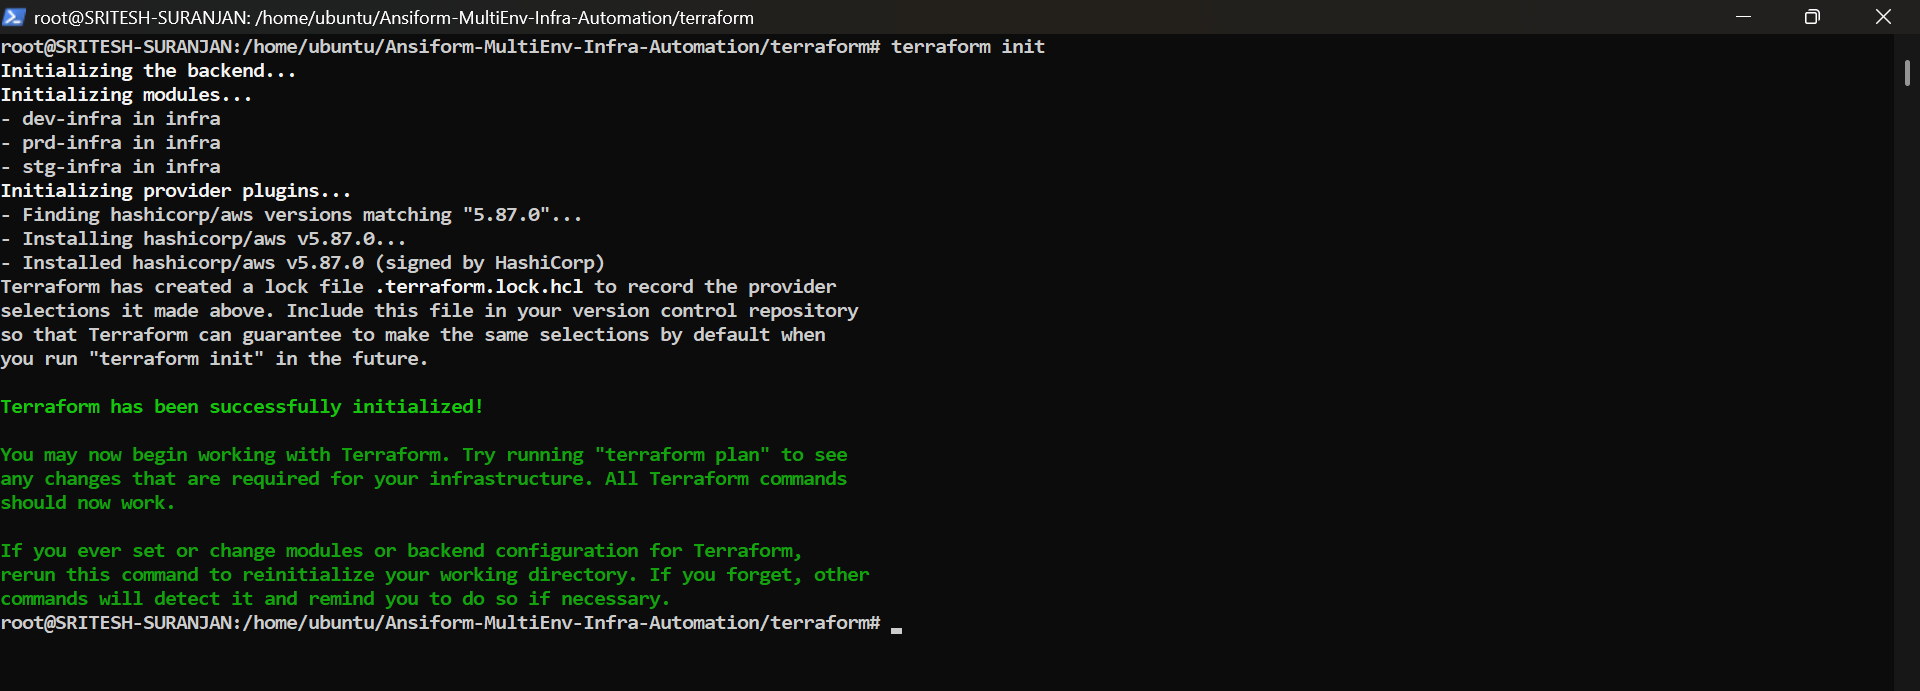 root@SRITESH-SURANJAN: /home/ubuntu/Ansiform-MultiEnv-Infra-Automation/terraform
root@SRITESH-SURANJAN:/home/ubuntu/Ansiform-MultiEnv-Infra-Automation/terraform# terraform init
Initializing the backend...
Initializing modules...
- dev-infra in infra
- prd-infra in infra
- stg-infra in infra
Initializing provider plugins...
- Finding hashicorp/aws versions matching "5.87.0"...
- Installing hashicorp/aws v5.87.0...
- Installed hashicorp/aws v5.87.0 (signed by HashiCorp)
Terraform has created a lock file .terraform.lock.hcl to record the provider
selections it made above. Include this file in your version control repository
so that Terraform can guarantee to make the same selections by default when
you run "terraform init" in the future.
Terraform has been successfully initialized!
You may now begin working with Terraform. Try running "terraform plan" to see
any changes that are required for your infrastructure. All Terraform commands
should now work.
If you ever set or change modules or backend configuration for Terraform,
rerun this command to reinitialize your working directory. If you forget, other
commands will detect it and remind you to do so if necessary.
root@SRITESH-SURANJAN:/home/ubuntu/Ansiform-MultiEnv-Infra-Automation/terraform#